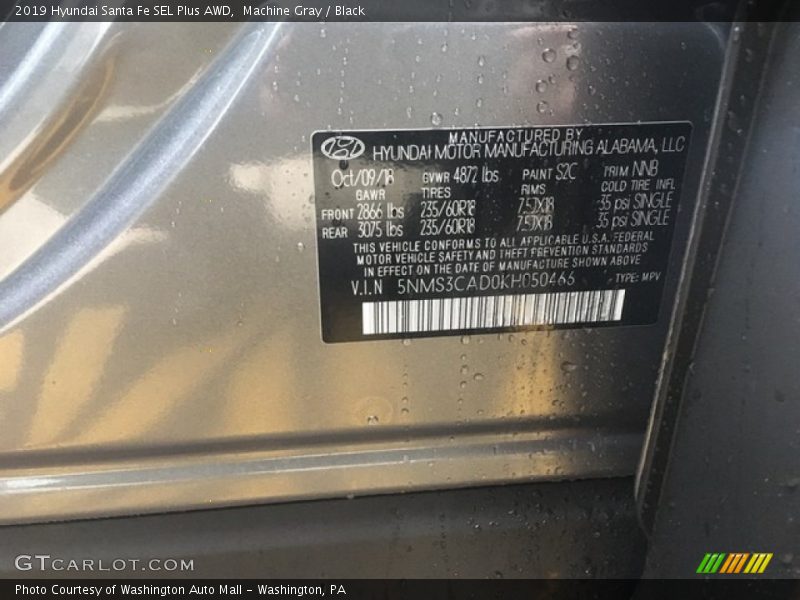 2019 Hyundai Santa Fe SEL Plus AWD, Machine Gray / Black
MANUFACTURED BY
HYUNDAI MOTOR MANUFACTURING ALABAMA, LLC
Oct/09/18 GVWR 4872 lbs PAINT S2C TRIM NNB
GAWR TIRES RIMS COLD TIRE INFL
FRONT 2866 lbs 235/60R18 7.5JX18 35 psi SINGLE
REAR 3075 lbs 235/60R18 7.5JX18 35 psi SINGLE
THIS VEHICLE CONFORMS TO ALL APPLICABLE U.S.A. FEDERAL
MOTOR VEHICLE SAFETY AND THEFT PREVENTION STANDARDS
IN EFFECT ON THE DATE OF MANUFACTURE SHOWN ABOVE
V.I.N 5NMS3CAD0KH050466 TYPE: MPV
GTCARLOT.COM
Photo Courtesy of Washington Auto Mall - Washington, PA